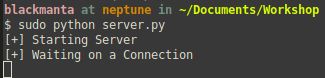 blackmanta at neptune in ~/Documents/Workshop
$ sudo python server.py
[+] Starting Server
[+] Waiting on a Connection